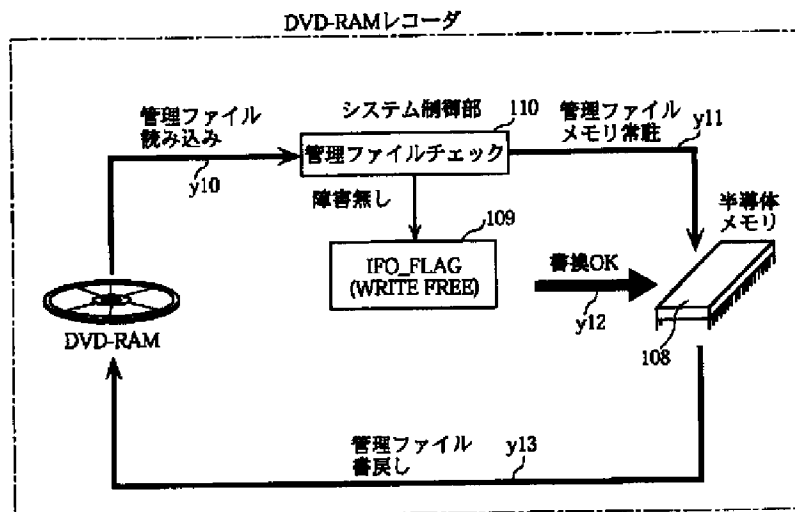 DVD-RAMレコーダ
管理ファイル
読み込み
y10
システム制御部
110
管理ファイルチェック
管理ファイル
メモリ常駐
y11
障害無し
109
IFO_FLAG
(WRITE FREE)
書換OK
y12
半導体
メモリ
108
DVD-RAM
管理ファイル
書戻し
y13